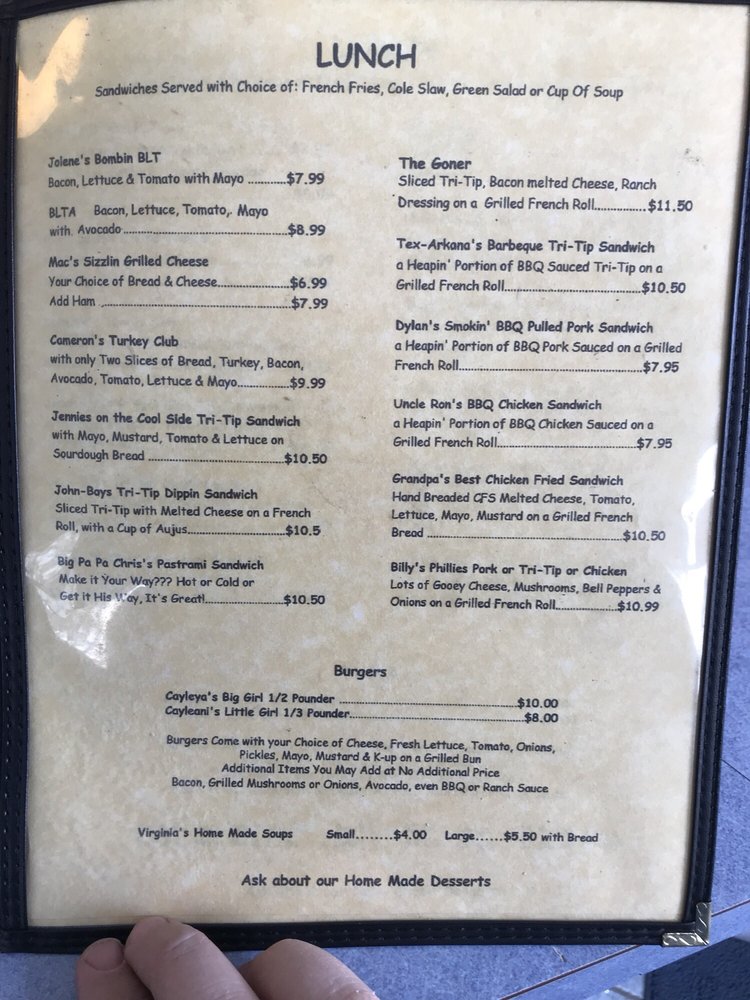 LUNCH
Sandwiches Served with Choice of: French Fries, Cole Slaw, Green Salad or Cup Of Soup
Jolene's Bombin BLT
Bacon, Lettuce & Tomato with Mayo ............$7.99
BLTA Bacon, Lettuce, Tomato,. Mayo
with. Avocado..........................................$8.99
Mac's Sizzlin Grilled Cheese
Your Choice of Bread & Cheese..................$6.99
Add Ham ................................................$7.99
Cameron's Turkey Club
with only Two Slices of Bread, Turkey, Bacon,
Avocado, Tomato, Lettuce & Mayo..............$9.99
Jennies on the Cool Side Tri-Tip Sandwich
with Mayo, Mustard, Tomato & Lettuce on
Sourdough Bread ...................................$10.50
John-Boys Tri-Tip Dippin Sandwich
Sliced Tri-Tip with Melted Cheese on a French
Roll, with a Cup of Aujus.........................$10.5
Big Pa Pa Chris's Pastrami Sandwich
Make it Your Way??? Hot or Cold or
Get it His Way, It's Great!....................$10.50
The Goner
Sliced Tri-Tip, Bacon melted Cheese, Ranch
Dressing on a Grilled French Roll..............$11.50
Tex-Arkana's Barbeque Tri-Tip Sandwich
a Heapin' Portion of BBQ Sauced Tri-Tip on a
Grilled French Roll...................................$10.50
Dylan's Smokin' BBQ Pulled Pork Sandwich
a Heapin' Portion of BBQ Pork Sauced on a Grilled
French Roll...............................................$7.95
Uncle Ron's BBQ Chicken Sandwich
a Heapin' Portion of BBQ Chicken Sauced on a
Grilled French Roll....................................$7.95
Grandpa's Best Chicken Fried Sandwich
Hand Breaded CFS Melted Cheese, Tomato,
Lettuce, Mayo, Mustard on a Grilled French
Bread ...................................................$10.50
Billy's Phillies Pork or Tri-Tip or Chicken
Lots of Gooey Cheese, Mushrooms, Bell Peppers &
Onions on a Grilled French Roll................$10.99
Burgers
Cayleya's Big Girl 1/2 Pounder ...............................................$10.00
Cayleani's Little Girl 1/3 Pounder..............................................$8.00
Burgers Come with your Choice of Cheese, Fresh Lettuce, Tomato, Onions,
Pickles, Mayo, Mustard & K-up on a Grilled Bun
Additional Items You May Add at No Additional Price
Bacon, Grilled Mushrooms or Onions, Avocado, even BBQ or Ranch Sauce
Virginia's Home Made Soups Small........$4.00 Large......$5.50 with Bread
Ask about our Home Made Desserts